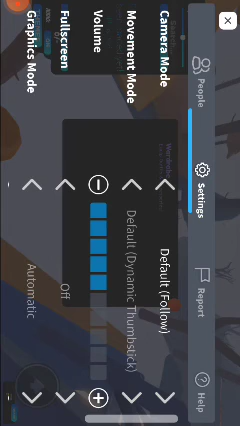 People
Settings
Report
Help
Camera Mode
Default (Follow)
Movement Mode
Default (Dynamic Thumbstick)
Volume
Fullscreen
Off
Graphics Mode
Automatic